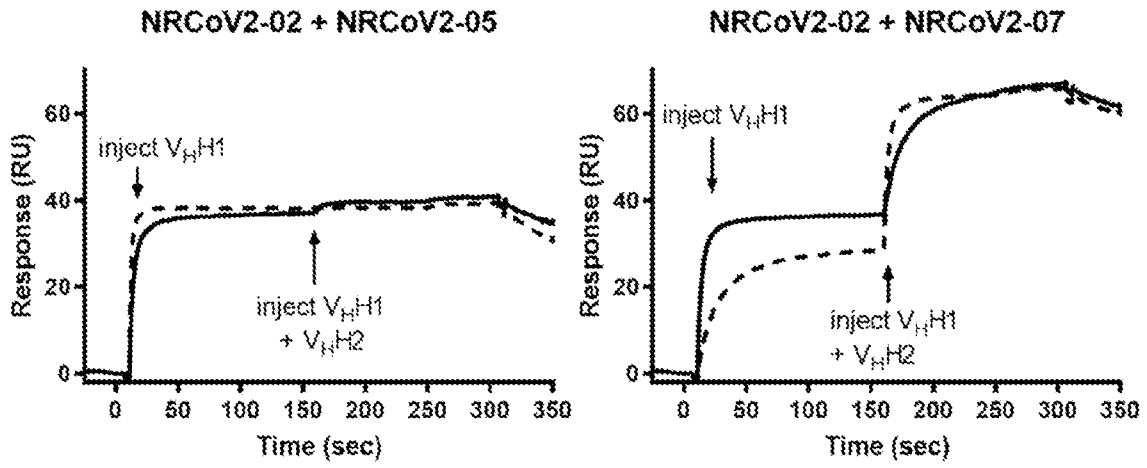 NRCoV2-02 + NRCoV2-05
Response (RU)
60
40
20
0
inject VHH1
inject VHH1
+ VHH2
0 50 100 150 200 250 300 350
Time (sec)
NRCoV2-02 + NRCoV2-07
Response (RU)
60
40
20
0
inject VHH1
inject VHH1
+ VHH2
0 50 100 150 200 250 300 350
Time (sec)